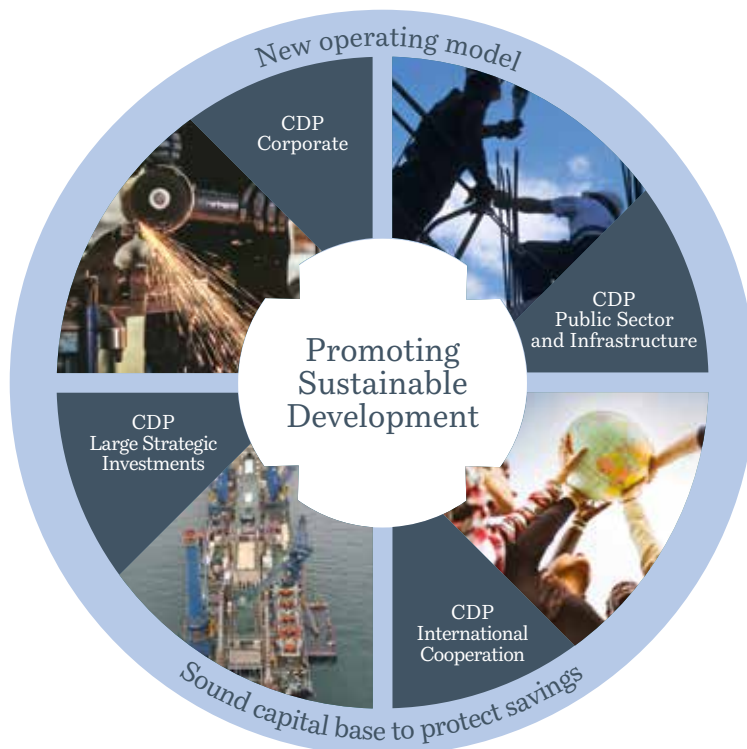 New operating model
CDP
Corporate
CDP
Public Sector
and Infrastructure
Promoting
Sustainable
Development
CDP
Large Strategic
Investments
CDP
International
Cooperation
Sound capital base to protect savings